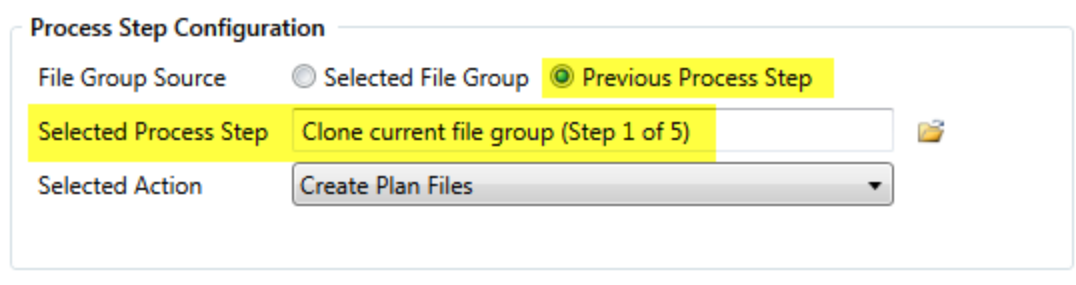 Process Step Configuration
File Group Source Selected File Group Previous Process Step
Selected Process Step Clone current file group (Step 1 of 5)
Selected Action Create Plan Files